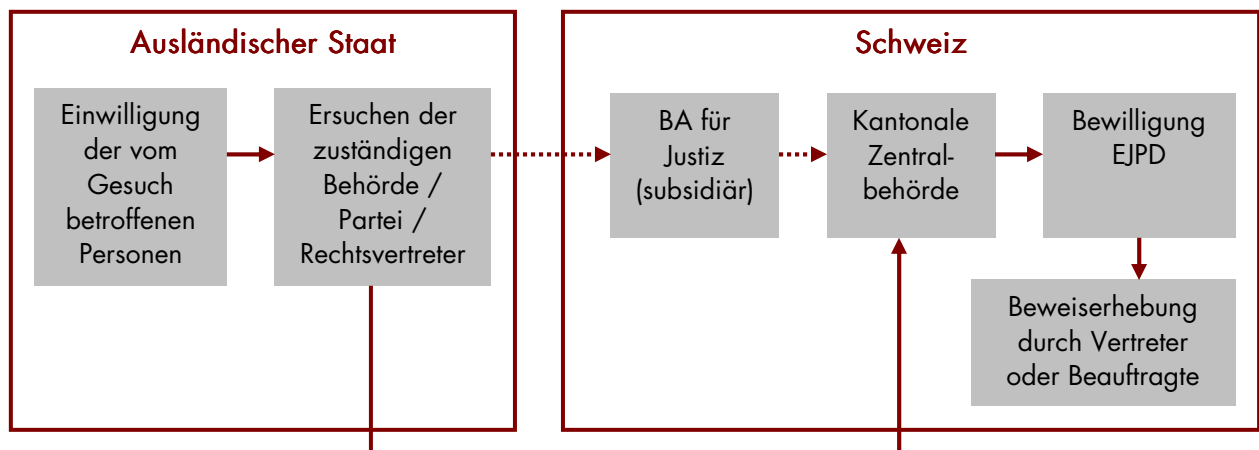 Ausländischer Staat
Einwilligung
der vom
Gesuch
betroffenen
Personen
Ersuchen der
zuständigen
Behörde /
Partei /
Rechtsvertreter
Schweiz
BA für
Justiz
(subsidiär)
Kantonale
Zentral-
behörde
Bewilligung
EJPD
Beweiserhebung
durch Vertreter
oder Beauftragte